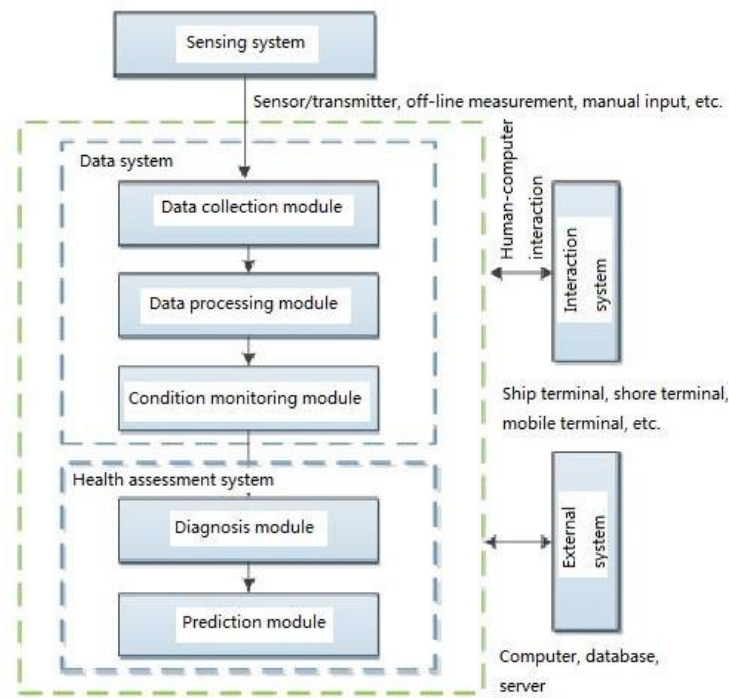 Sensing system
Sensor/transmitter, off-line measurement, manual input, etc.
Data system
Data collection module
Data processing module
Condition monitoring module
Health assessment system
Diagnosis module
Prediction module
Human-computer
interaction
Interaction
system
Ship terminal, shore terminal,
mobile terminal, etc.
External
system
Computer, database,
server